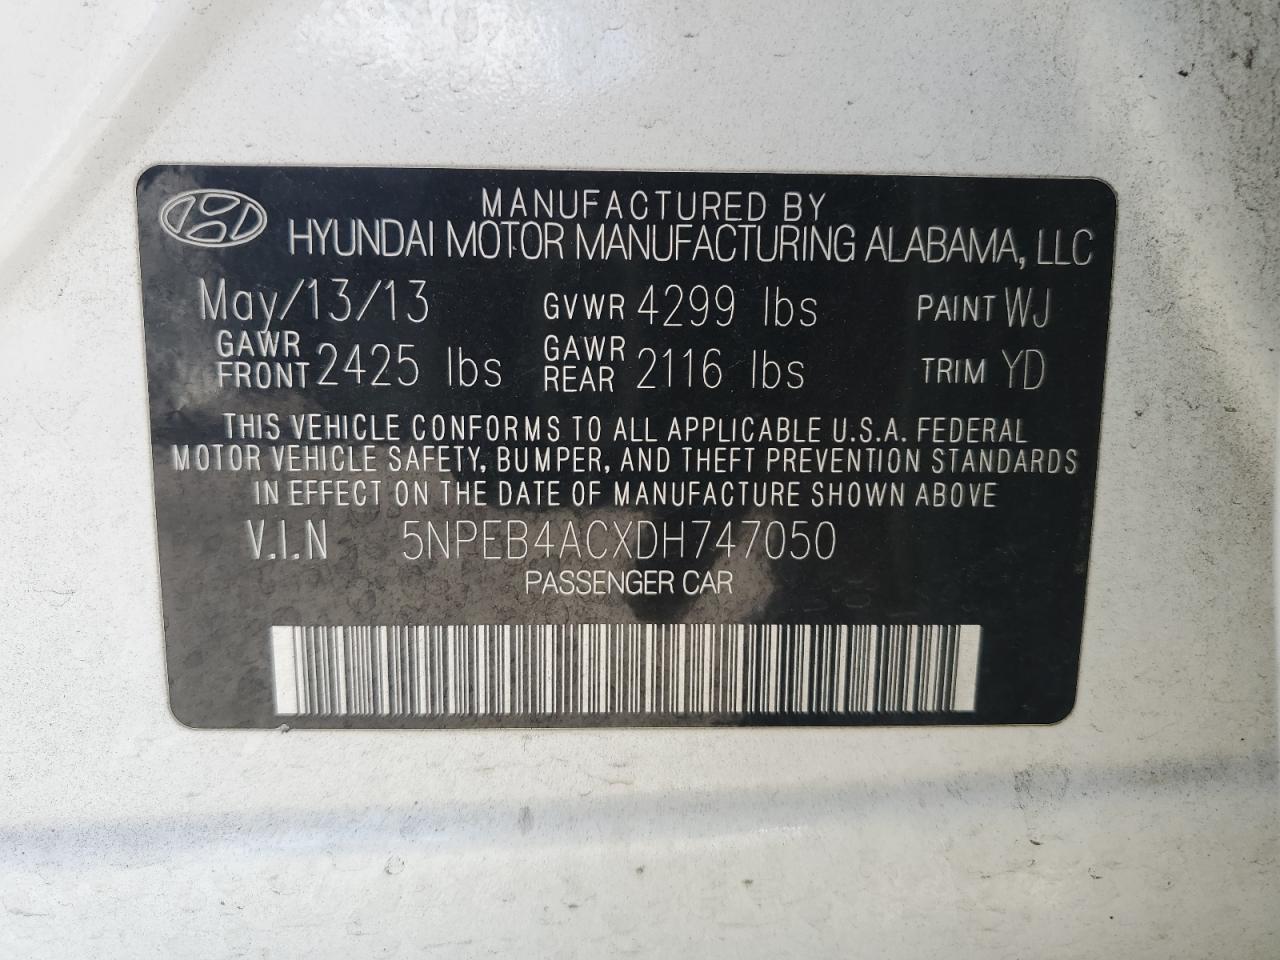 MANUFACTURED BY
HYUNDAI MOTOR MANUFACTURING ALABAMA, LLC
May/13/13 GVWR 4299 lbs PAINT WJ
GAWR FRONT 2425 lbs GAWR REAR 2116 lbs TRIM YD
THIS VEHICLE CONFORMS TO ALL APPLICABLE U.S.A. FEDERAL
MOTOR VEHICLE SAFETY, BUMPER, AND THEFT PREVENTION STANDARDS
IN EFFECT ON THE DATE OF MANUFACTURE SHOWN ABOVE
V.I.N 5NPEB4ACXDH747050
PASSENGER CAR